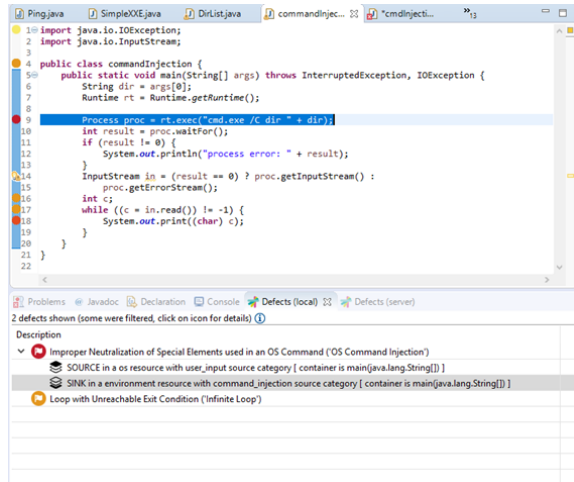 Ping.java SimpleXXE.java DirList.java commandInjec... *cmdInjecti... »13
1 import java.io.IOException;
2 import java.io.InputStream;
3
4 public class commandInjection {
5 public static void main(String[] args) throws InterruptedException, IOException {
6 String dir = args[0];
7 Runtime rt = Runtime.getRuntime();
8
9 Process proc = rt.exec("cmd.exe /C dir " + dir);
10 int result = proc.waitFor();
11 if (result != 0) {
12 System.out.println("process error: " + result);
13 }
14 InputStream in = (result == 0) ? proc.getInputStream() :
15 proc.getErrorStream();
16 int c;
17 while ((c = in.read()) != -1) {
18 System.out.print((char) c);
19 }
20 }
21 }
22
Problems Javadoc Declaration Console Defects (local) Defects (server)
2 defects shown (some were filtered, click on icon for details)
Description
Improper Neutralization of Special Elements used in an OS Command ('OS Command Injection')
SOURCE in a os resource with user_input source category [ container is main(java.lang.String[]) ]
SINK in a environment resource with command_injection source category [ container is main(java.lang.String[]) ]
Loop with Unreachable Exit Condition ('Infinite Loop')